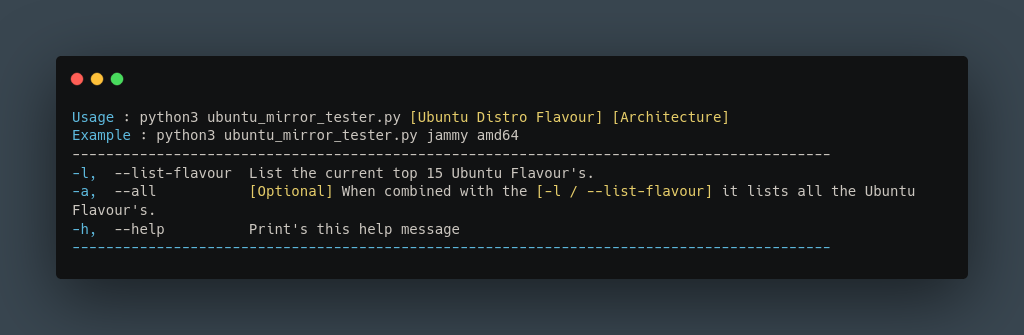 Usage : python3 ubuntu_mirror_tester.py [Ubuntu Distro Flavour] [Architecture]
Example : python3 ubuntu_mirror_tester.py jammy amd64
------------------------------------------------------------------------------------------
-l,  --list-flavour  List the current top 15 Ubuntu Flavour's.
-a,  --all           [Optional] When combined with the [-l / --list-flavour] it lists all the Ubuntu
Flavour's.
-h,  --help          Print's this help message
------------------------------------------------------------------------------------------